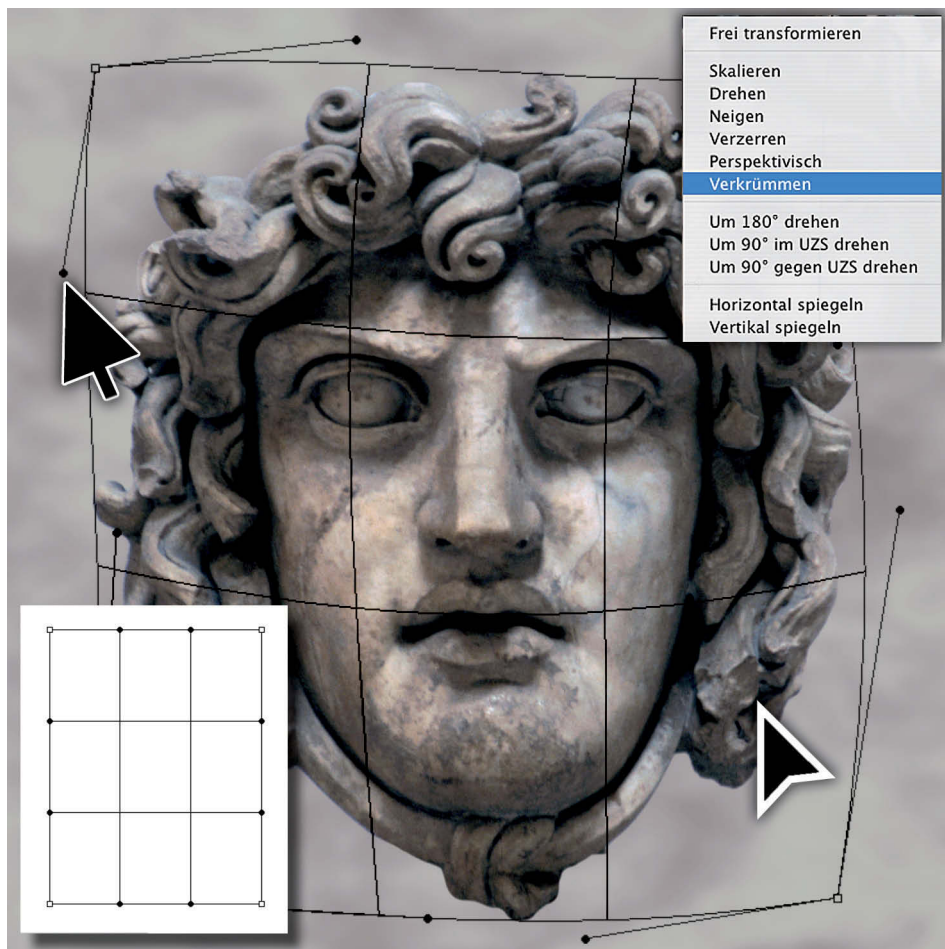 Frei transformieren
Skalieren
Drehen
Neigen
Verzerren
Perspektivisch
Verkrümmen
Um 180° drehen
Um 90° im UZS drehen
Um 90° gegen UZS drehen
Horizontal spiegeln
Vertikal spiegeln